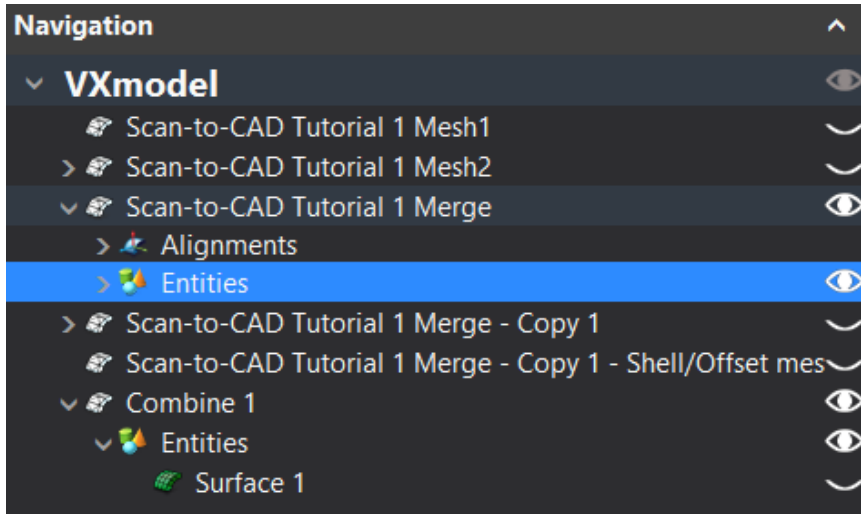 Navigation
VXmodel
Scan-to-CAD Tutorial 1 Mesh1
Scan-to-CAD Tutorial 1 Mesh2
Scan-to-CAD Tutorial 1 Merge
Alignments
Entities
Scan-to-CAD Tutorial 1 Merge - Copy 1
Scan-to-CAD Tutorial 1 Merge - Copy 1 - Shell/Offset mes
Combine 1
Entities
Surface 1